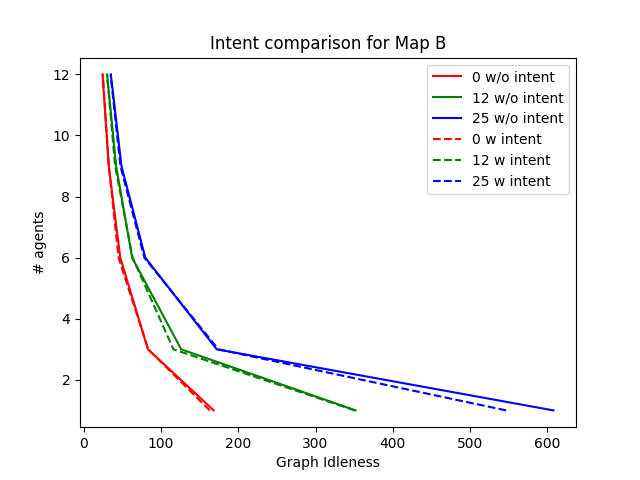 Intent comparison for Map B
12
10
8
6
4
2
# agents
0 w/o intent
12 w/o intent
25 w/o intent
0 w intent
12 w intent
25 w intent
0 100 200 300 400 500 600
Graph Idleness